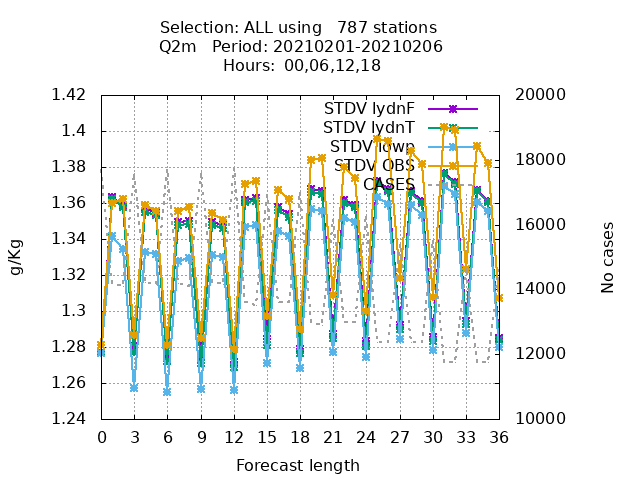 Selection: ALL using   787 stations
Q2m   Period: 20210201-20210206
Hours: 00,06,12,18
1.42
1.4
1.38
1.36
1.34
1.32
1.3
1.28
1.26
1.24
g/Kg
STDV lydnF
STDV lydnT
STDV lowp
STDV OBS
CASES
20000
18000
16000
14000
12000
10000
No cases
0 3 6 9 12 15 18 21 24 27 30 33 36
Forecast length